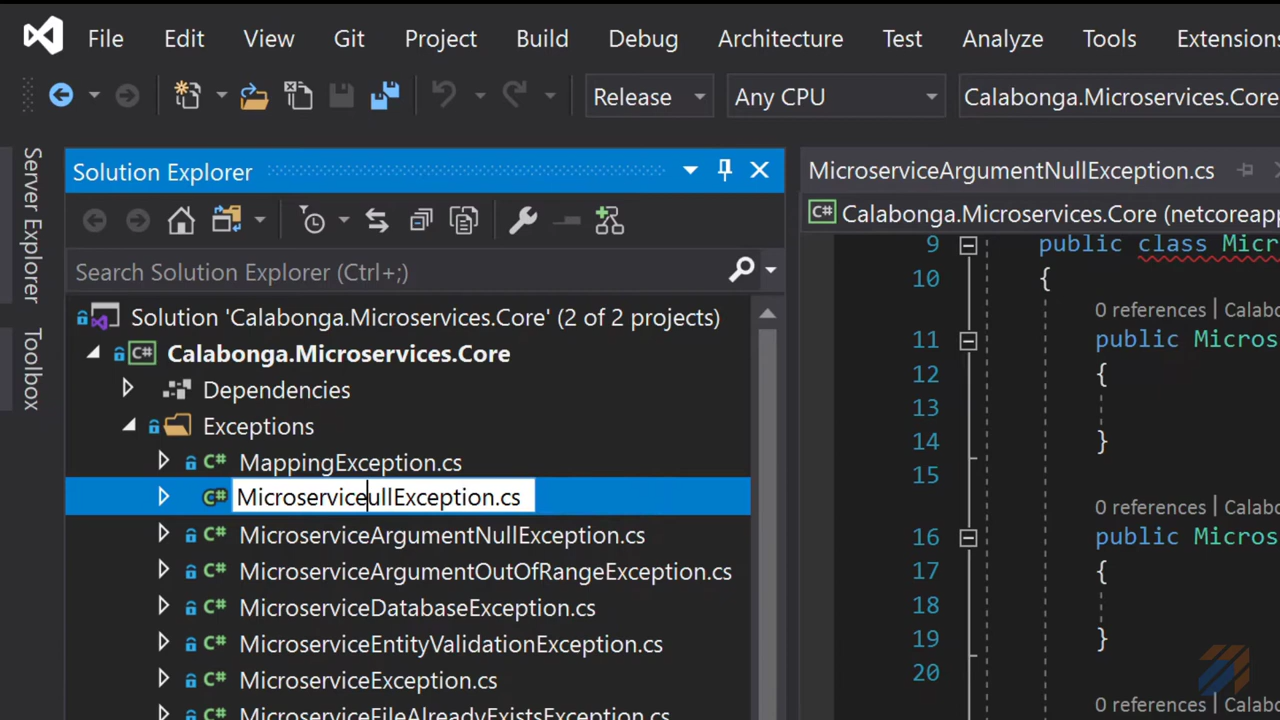 File Edit View Git Project Build Debug Architecture Test Analyze Tools Extensions
Release Any CPU Calabonga.Microservices.Core
Server Explorer
Toolbox
Solution Explorer
Search Solution Explorer (Ctrl+;)
Solution 'Calabonga.Microservices.Core' (2 of 2 projects)
C# Calabonga.Microservices.Core
Dependencies
Exceptions
C# MappingException.cs
C# MicroserviceullException.cs
C# MicroserviceArgumentNullException.cs
C# MicroserviceArgumentOutOfRangeException.cs
C# MicroserviceDatabaseException.cs
C# MicroserviceEntityValidationException.cs
C# MicroserviceException.cs
C# MicroserviceFileAlreadyExistsException.cs
MicroserviceArgumentNullException.cs
C# Calabonga.Microservices.Core (netcoreapp
9 public class Micr
10 {
0 references | Calabo
11 public Micros
12 {
13
14 }
15
0 references | Calabo
16 public Micros
17 {
18
19 }
20
0 references | Calabo